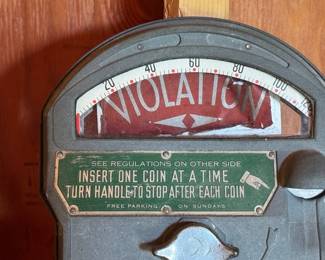 20 40 60 80 100
VIOLATION
SEE REGULATIONS ON OTHER SIDE
INSERT ONE COIN AT A TIME
TURN HANDLE TO STOP AFTER EACH COIN
FREE PARKING ON SUNDAYS